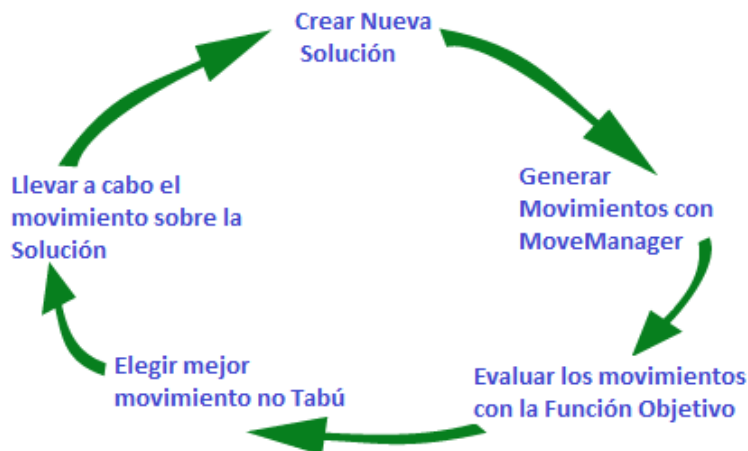 Crear Nueva
Solución
Generar
Movimientos con
MoveManager
Evaluar los movimientos
con la Función Objetivo
Elegir mejor
movimiento no Tabú
Llevar a cabo el
movimiento sobre la
Solución